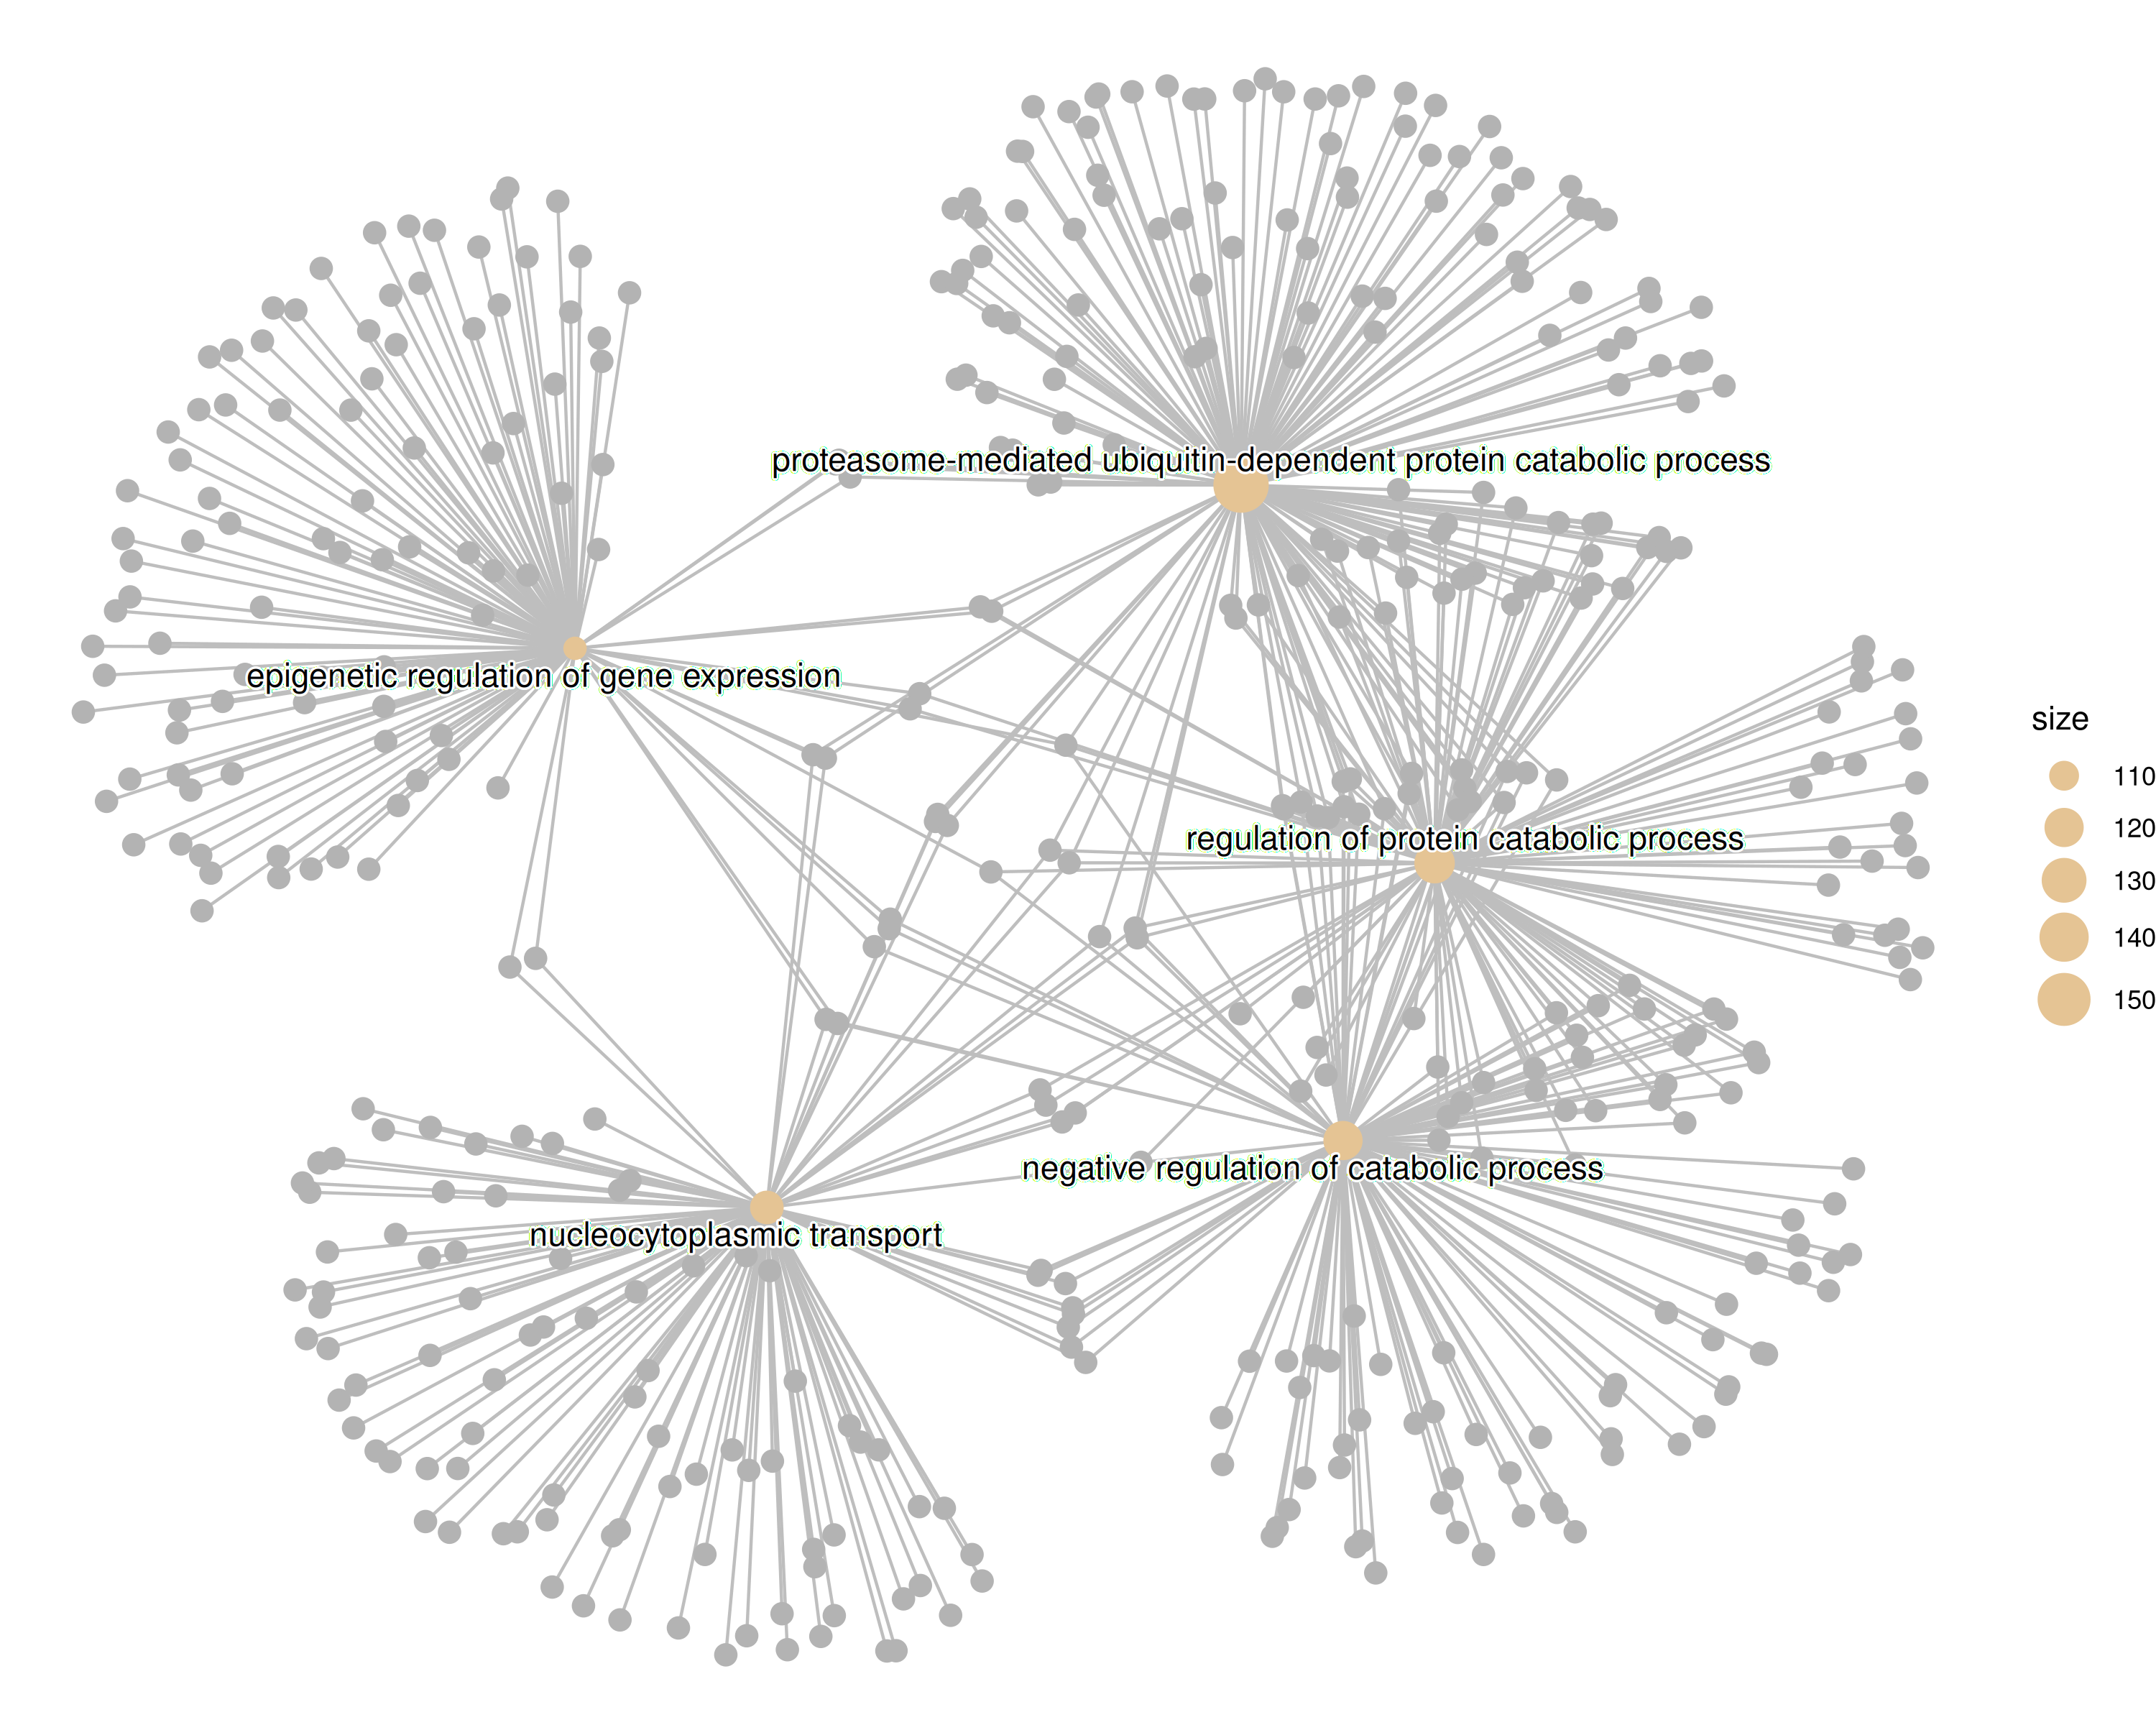 proteasome-mediated ubiquitin-dependent protein catabolic process
epigenetic regulation of gene expression
regulation of protein catabolic process
negative regulation of catabolic process
nucleocytoplasmic transport
size
110
120
130
140
150